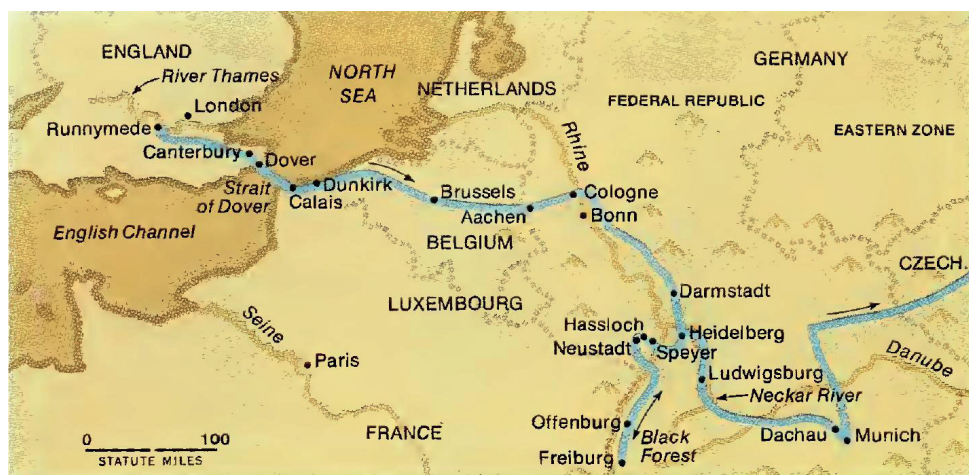 ENGLAND
River Thames
London
Runnymede
Canterbury
Dover
Strait
of Dover
Calais
Dunkirk
English Channel
NORTH
SEA
NETHERLANDS
GERMANY
FEDERAL REPUBLIC
EASTERN ZONE
Rhine
Brussels
Aachen
Cologne
Bonn
BELGIUM
LUXEMBOURG
CZECH.
Darmstadt
Hassloch
Neustadt
Speyer
Heidelberg
Ludwigsburg
Neckar River
Danube
Seine
Paris
FRANCE
Offenburg
Black
Forest
Freiburg
Dachau
Munich
0 100
STATUTE MILES